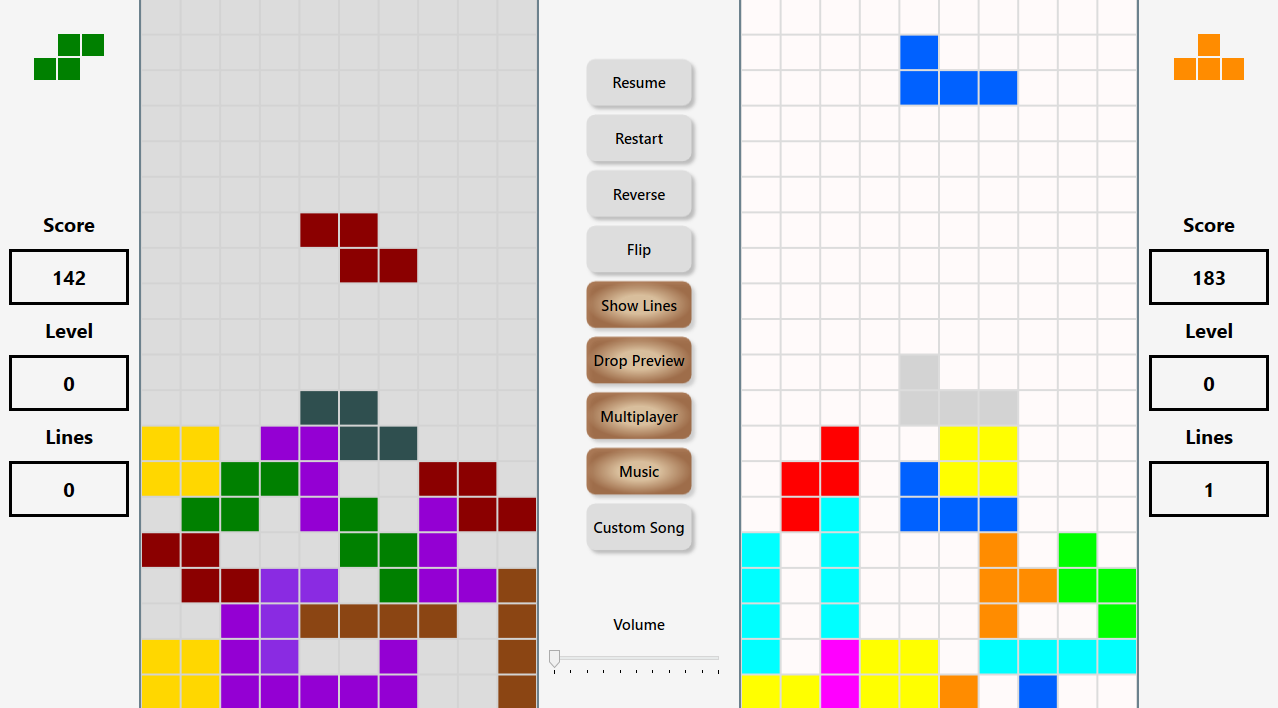 Score
142
Level
0
Lines
0
Resume
Restart
Reverse
Flip
Show Lines
Drop Preview
Multiplayer
Music
Custom Song
Volume
Score
183
Level
0
Lines
1